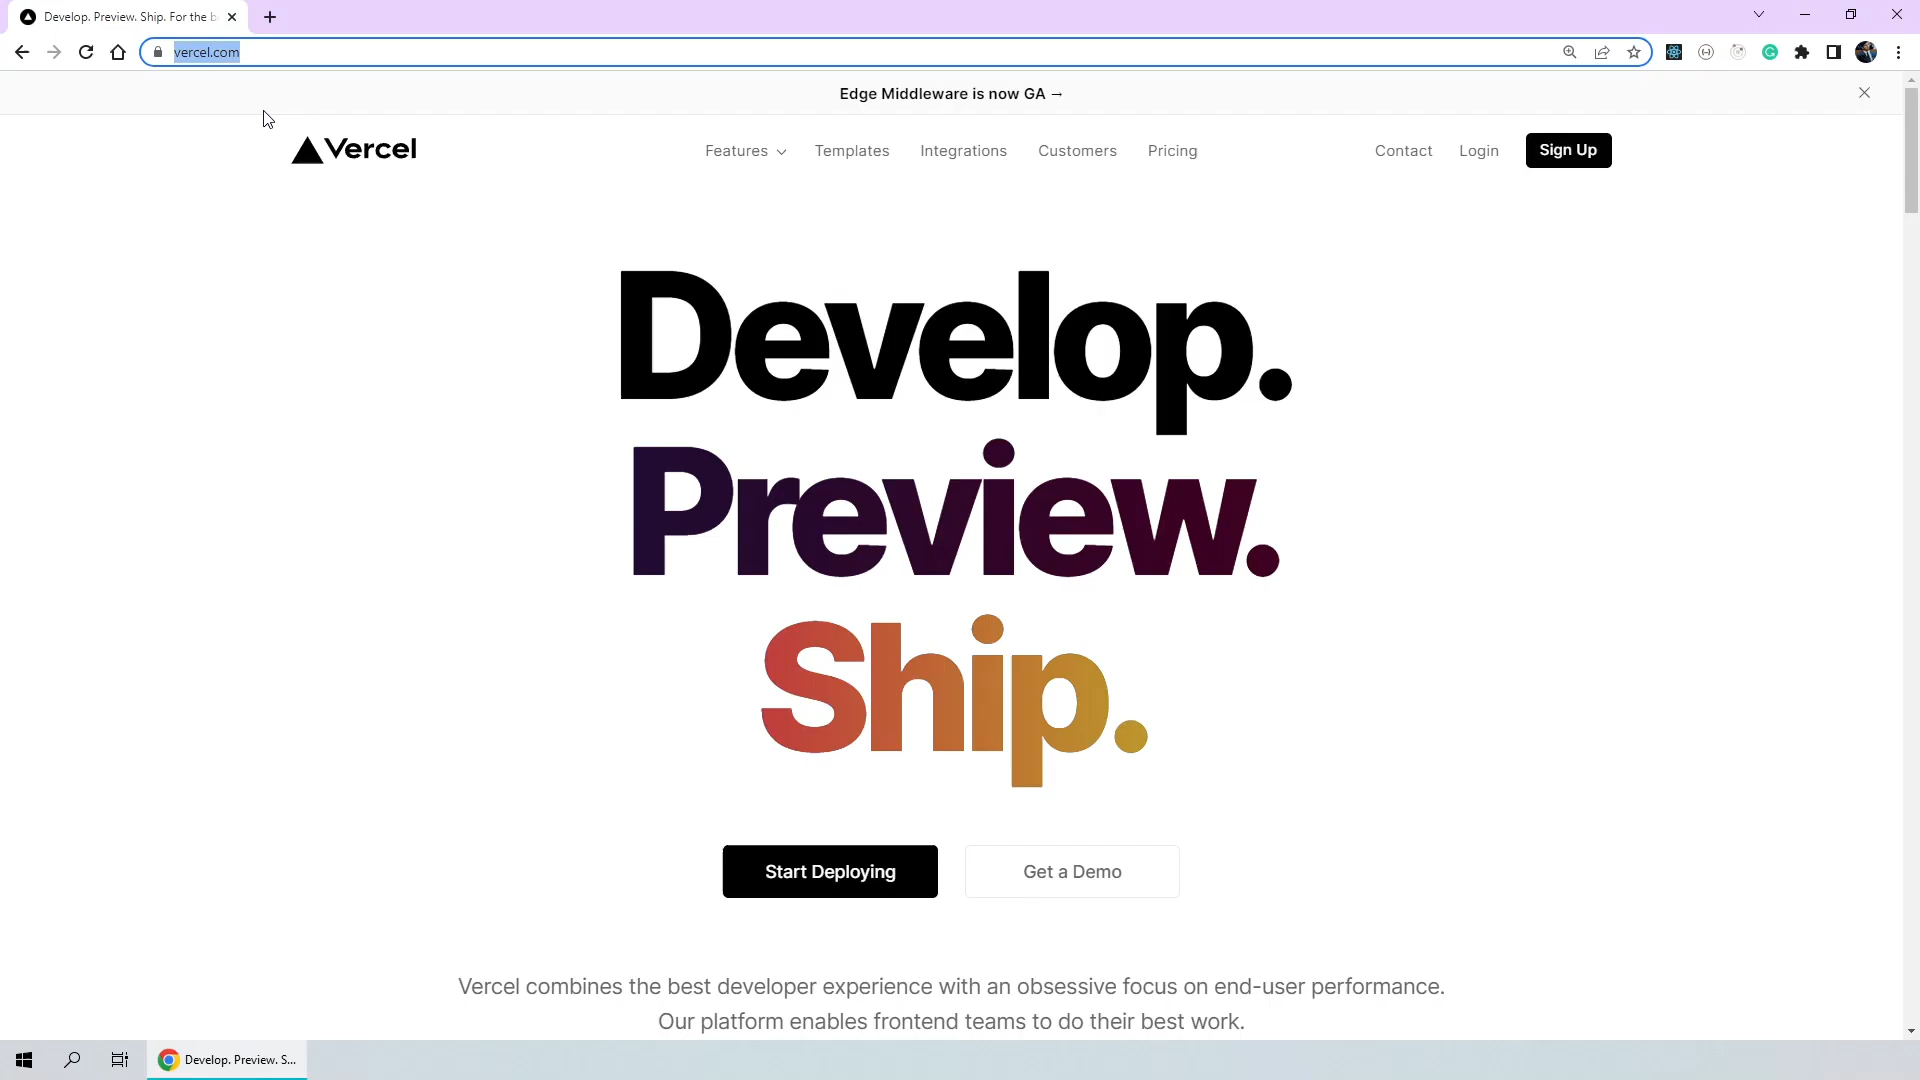 Develop. Preview. Ship. For the b
vercel.com
Edge Middleware is now GA →
Vercel
Features
Templates
Integrations
Customers
Pricing
Contact
Login
Sign Up
Develop.
Preview.
Ship.
Start Deploying
Get a Demo
Vercel combines the best developer experience with an obsessive focus on end-user performance.
Our platform enables frontend teams to do their best work.
Develop. Preview. S...